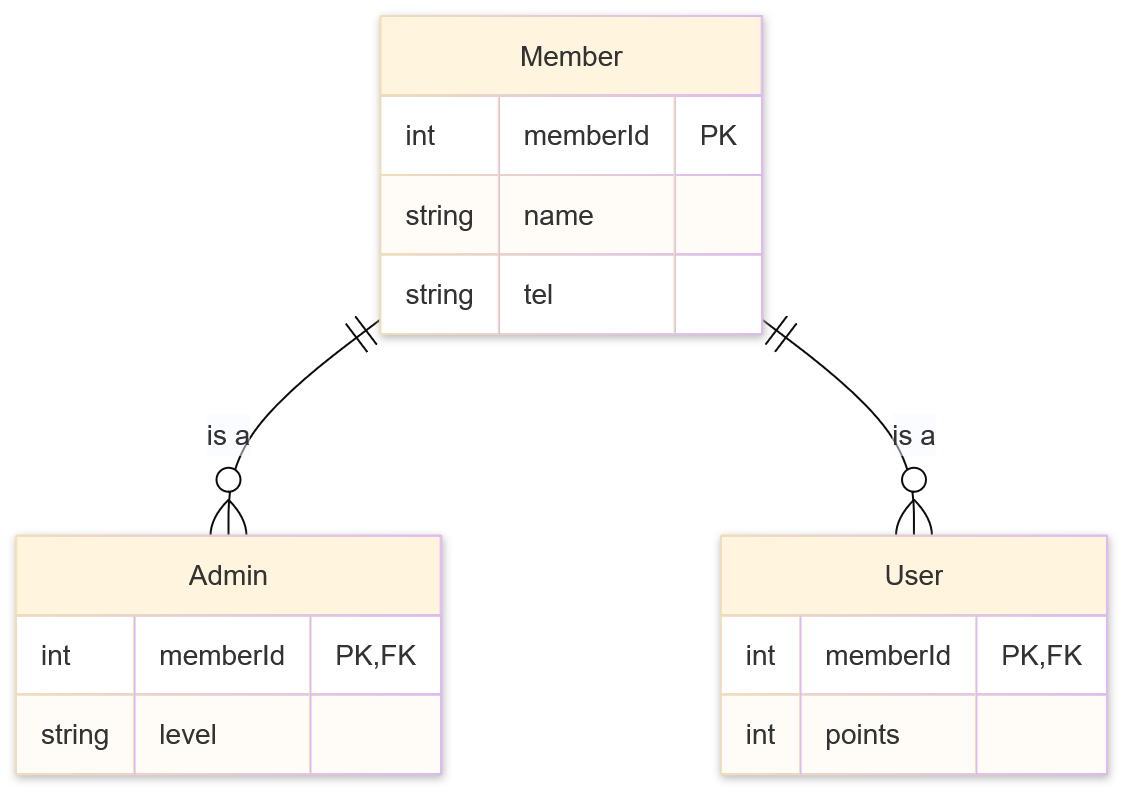 Member
int memberId PK
string name
string tel
is a
is a
Admin
int memberId PK,FK
string level
User
int memberId PK,FK
int points